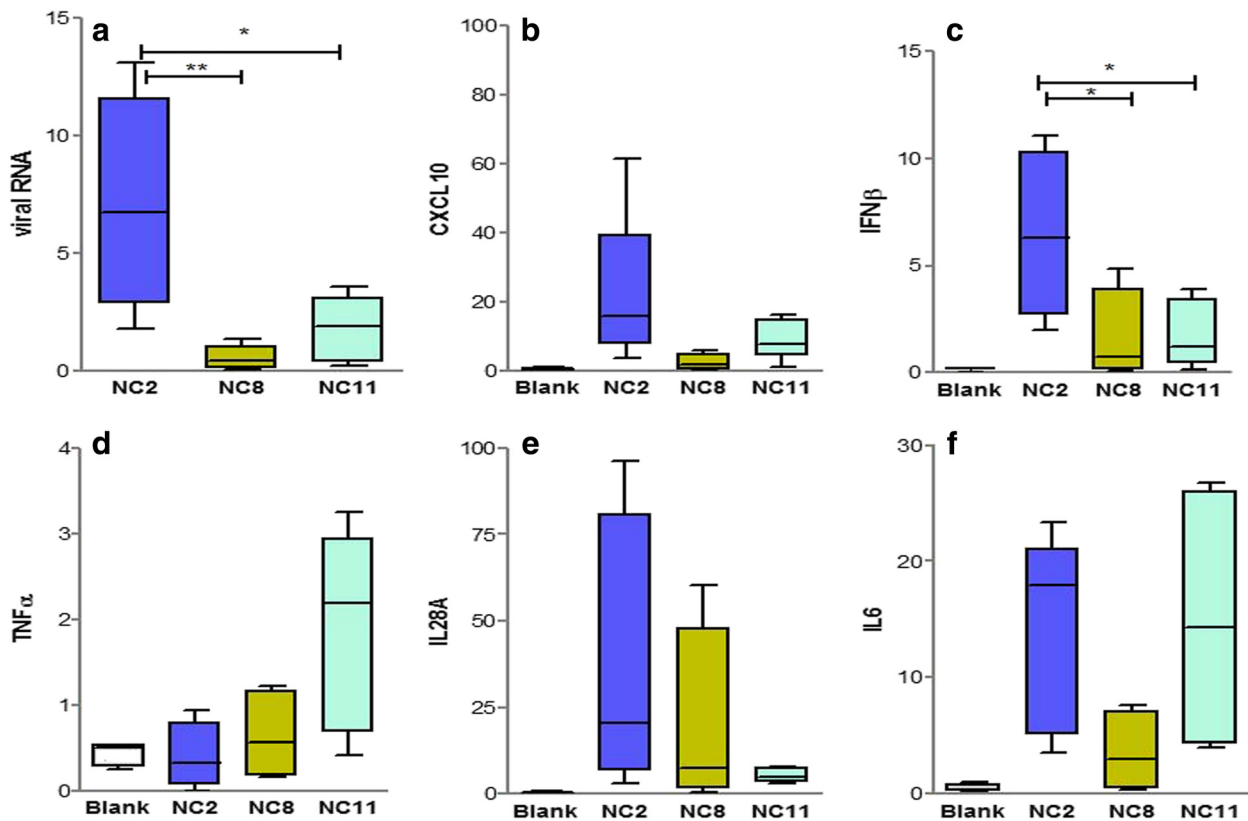 a
15
10
5
0
viral RNA
*
**
NC2 NC8 NC11
b
100
80
60
40
20
0
CXCL10
Blank NC2 NC8 NC11
c
15
10
5
0
IFNβ
*
*
Blank NC2 NC8 NC11
d
4
3
2
1
0
TNFα
Blank NC2 NC8 NC11
e
100
75
50
25
0
IL28A
Blank NC2 NC8 NC11
f
30
20
10
0
IL6
Blank NC2 NC8 NC11